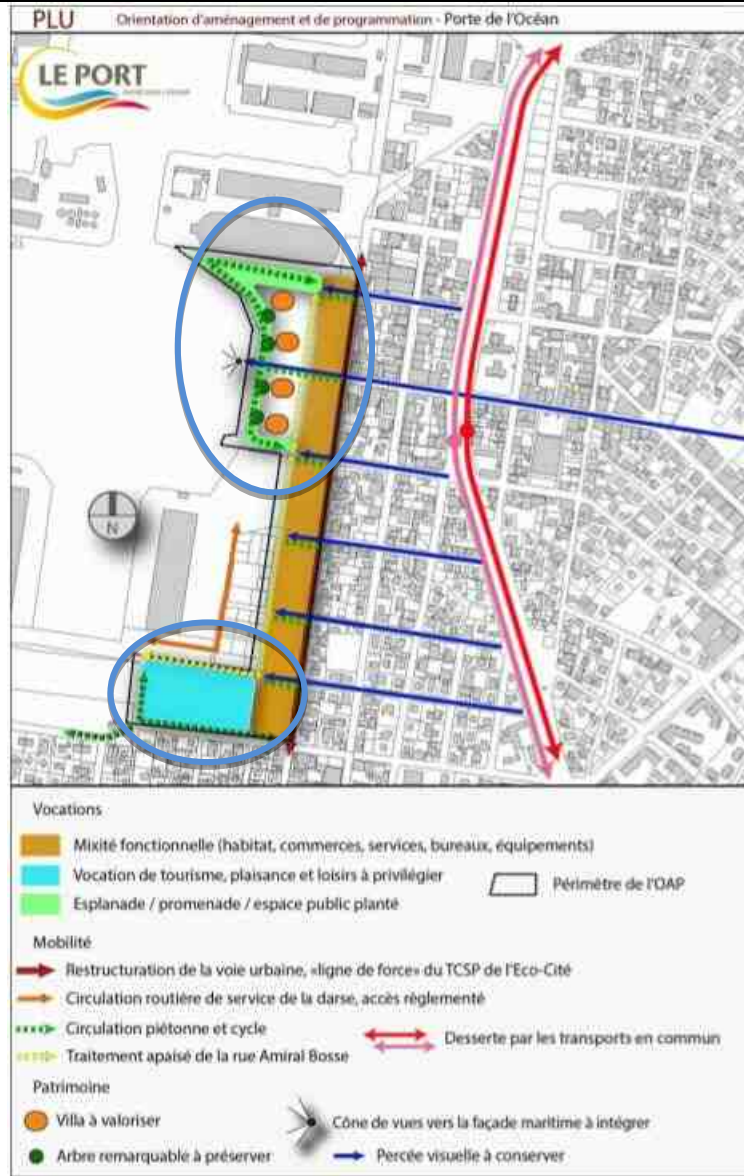 PLU Orientation d'aménagement et de programmation - Porte de l'Océan
LE PORT
N
Vocations
Mixité fonctionnelle (habitat, commerces, services, bureaux, équipements)
Vocation de tourisme, plaisance et loisirs à privilégier
Périmètre de l'OAP
Esplanade / promenade / espace public planté
Mobilité
Restructuration de la voie urbaine, «ligne de force» du TCSP de l'Eco-Cité
Circulation routière de service de la darse, accès règlementé
Circulation piétonne et cycle
Desserte par les transports en commun
Traitement apaisé de la rue Amiral Bosse
Patrimoine
Villa à valoriser
Cône de vues vers la façade maritime à intégrer
Arbre remarquable à préserver
Percée visuelle à conserver